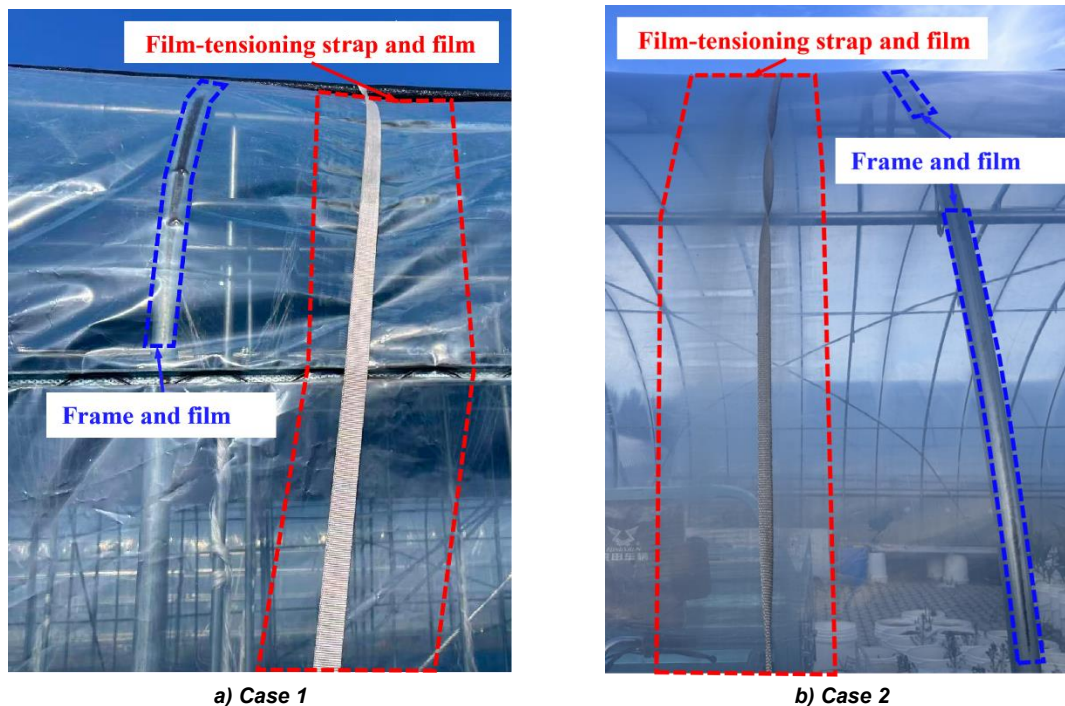 Film-tensioning strap and film
Frame and film
a) Case 1
Film-tensioning strap and film
Frame and film
b) Case 2